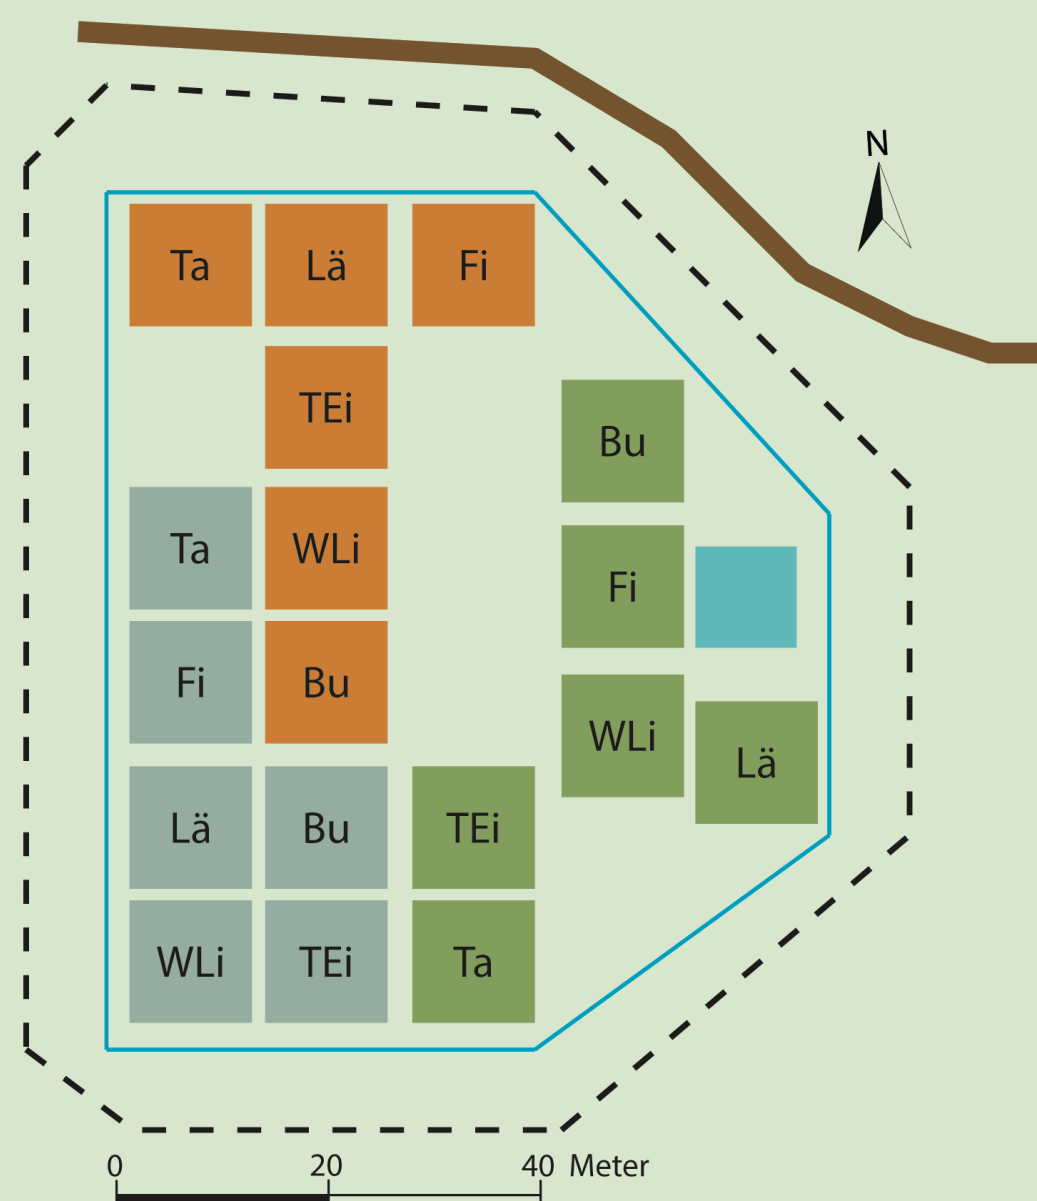 N
Ta Lä Fi
TEi
Bu
Ta WLi
Fi
Fi Bu
WLi
Lä
Lä Bu TEi
WLi TEi Ta
0 20 40 Meter